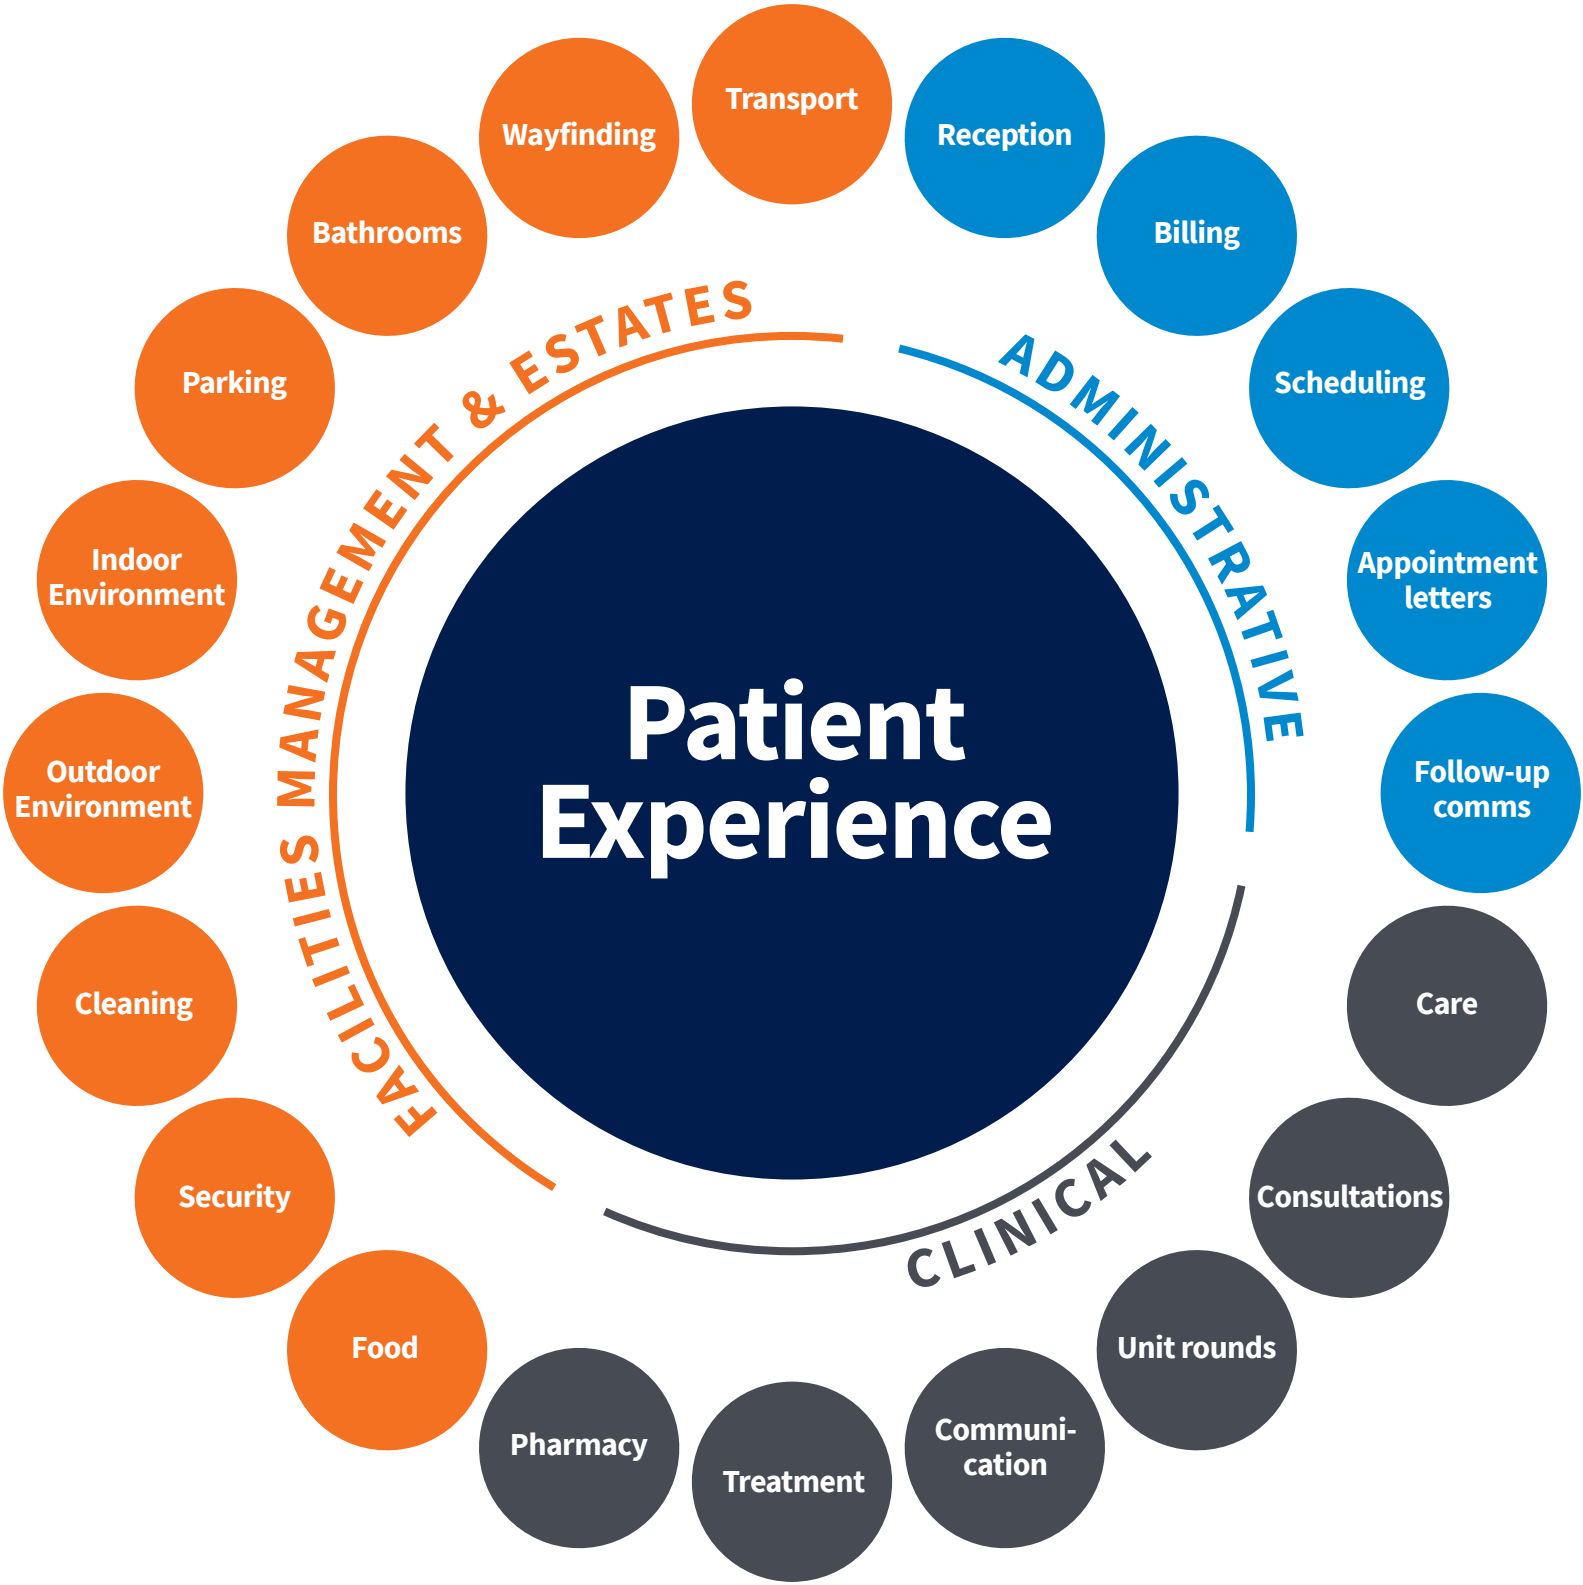 Transport
Reception
Billing
Scheduling
Appointment
letters
Follow-up
comms
Care
Consultations
Unit rounds
Communi-
cation
Treatment
Pharmacy
Food
Security
Cleaning
Outdoor
Environment
Indoor
Environment
Parking
Bathrooms
Wayfinding
FACILITIES MANAGEMENT & ESTATES
ADMINISTRATIVE
CLINICAL
Patient
Experience